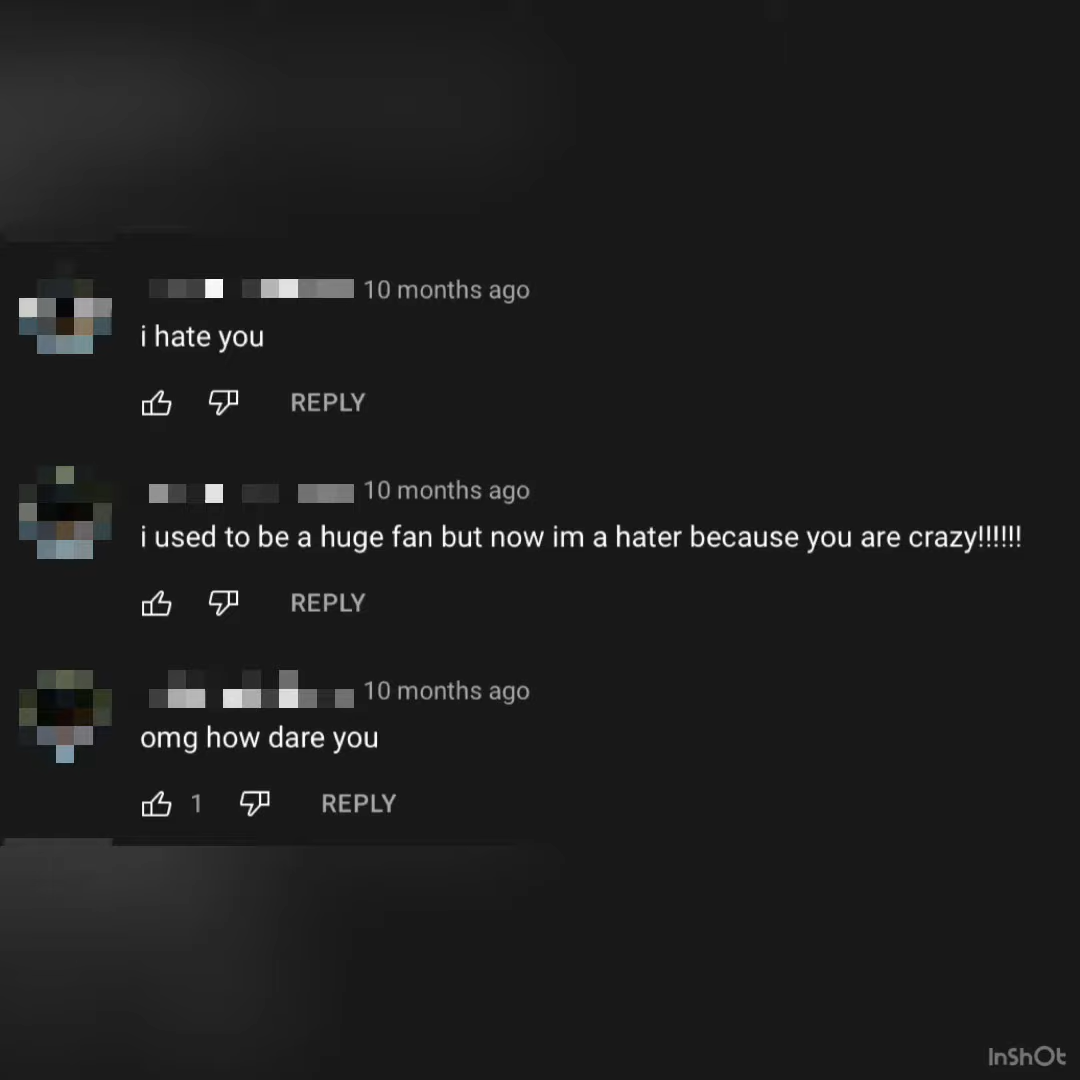 10 months ago
i hate you
REPLY
10 months ago
i used to be a huge fan but now im a hater because you are crazy!!!!!!
REPLY
10 months ago
omg how dare you
1 REPLY
InShOt